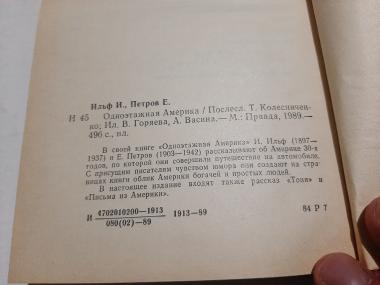 Ильф И., Петров Е.
И 45 Одноэтажная Америка / Послесл. Т. Колесничен-
ко; Ил. В. Горяева, А. Васина.— М.: Правда, 1989.—
496 с., ил.
В своей книге «Одноэтажная Америка» И. Ильф (1897—
1937) и Е. Петров (1903—1942) рассказывают об Америке 30-х
годов, по которой они совершили путешествие на автомобиле.
С присущим писателям чувством юмора они создают на стра-
ницах книги облик Америки богачей и простых людей.
В настоящее издание входят также рассказ «Тоня» и
«Письма из Америки».
И 4702010200—1913 1913—89 84 Р 7
080(02)—89